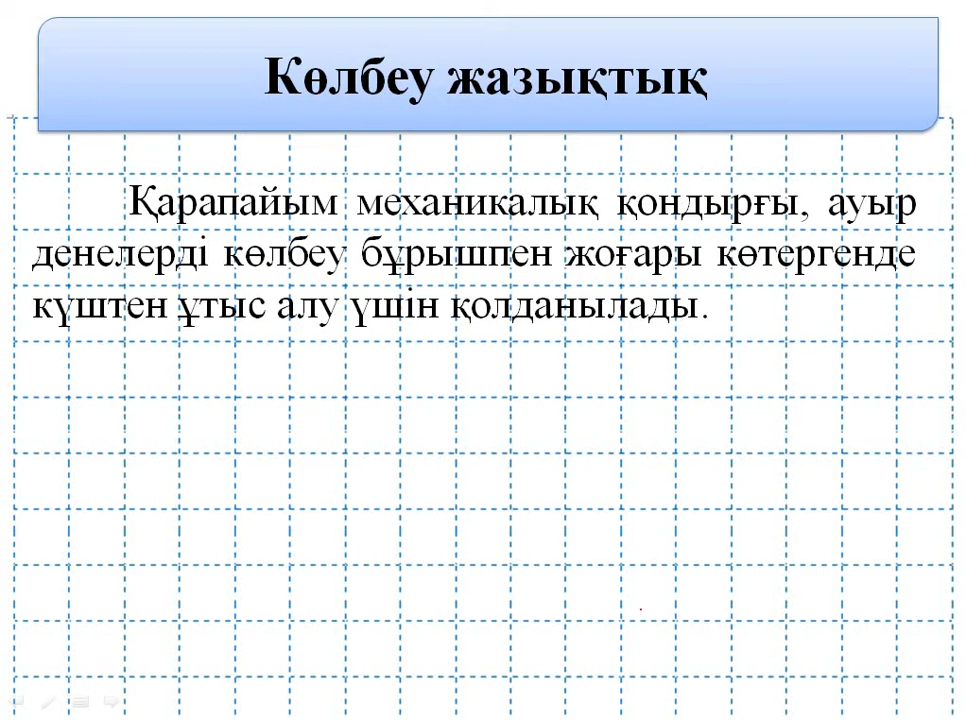 Көлбеу жазықтық
Қарапайым механикалық қондырғы, ауыр
денелерді көлбеу бұрышпен жоғары көтергенде
күштен ұтыс алу үшін қолданылады.